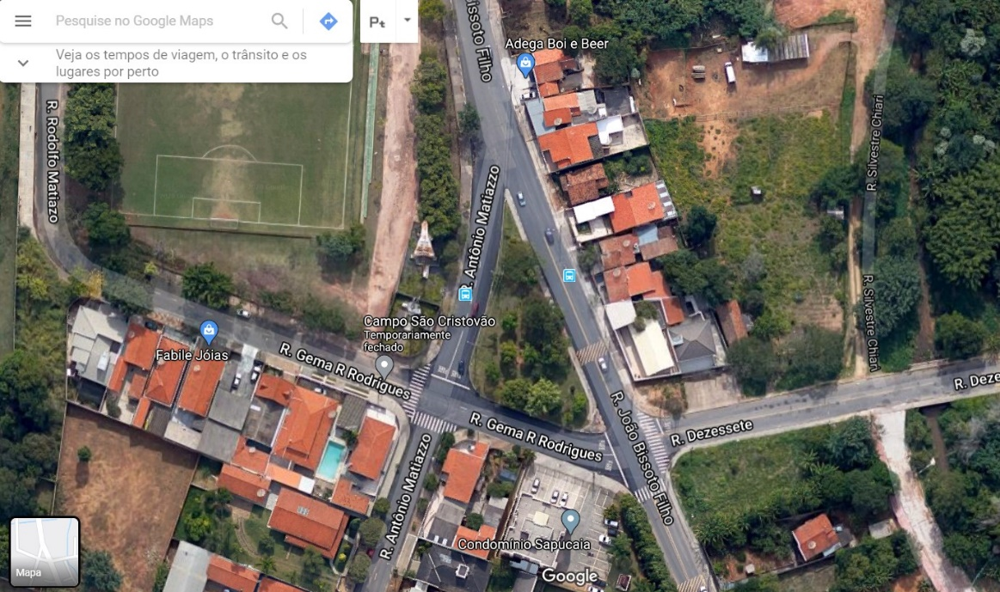 Pesquise no Google Maps
Pt
Veja os tempos de viagem, o trânsito e os
lugares por perto
Bissoto Filho
Adega Boi e Beer
R. Rodolfo Matiazo
R. Silvestre Chiari
R. Antônio Matiazzo
R. Silvestre Chiari
Campo São Cristovão
Temporariamente
fechado
Fabile Jóias
R. Gema R Rodrigues
R. Deze
R. Gema R Rodrigues
R. João Bissoto Filho
R. Dezessete
R. Antônio Matiazzo
Condomínio Sapucaia
Mapa
Google